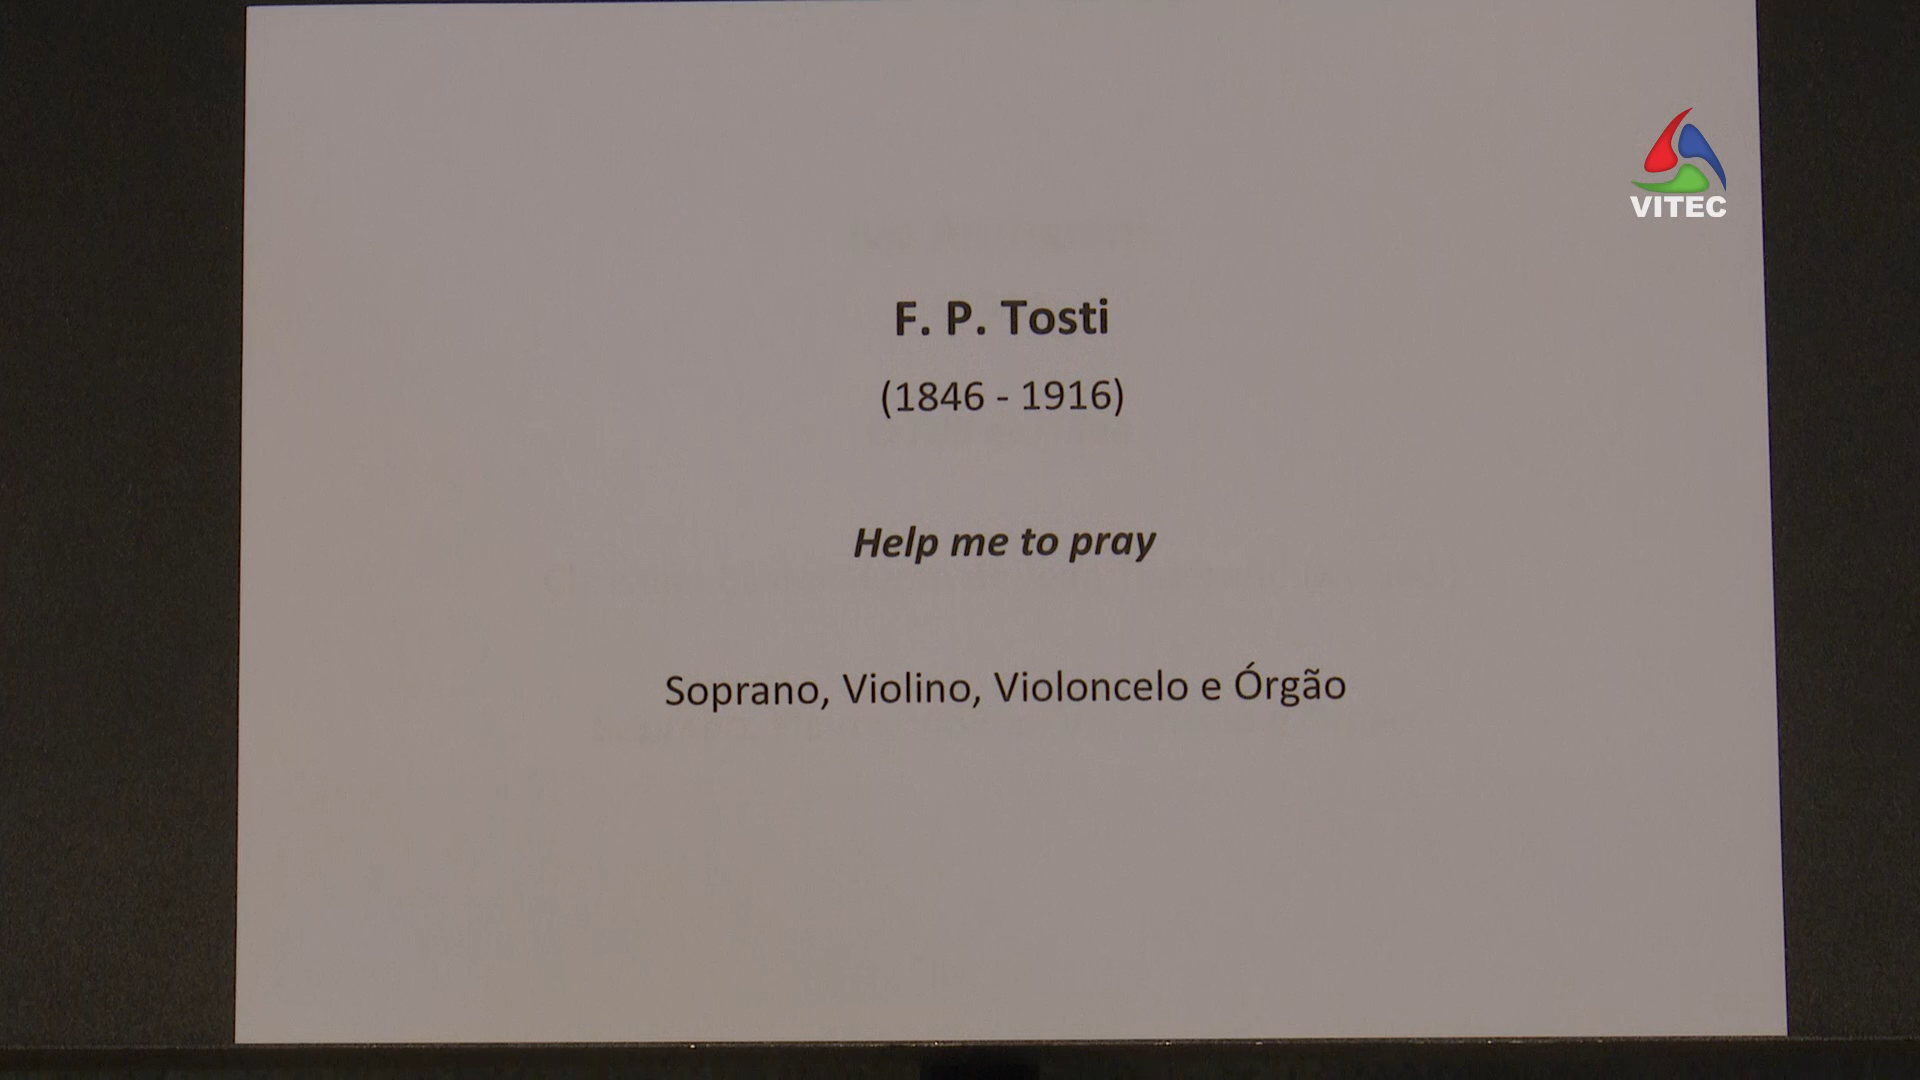 VITEC
F. P. Tosti
(1846 - 1916)
Help me to pray
Soprano, Violino, Violoncelo e Órgão